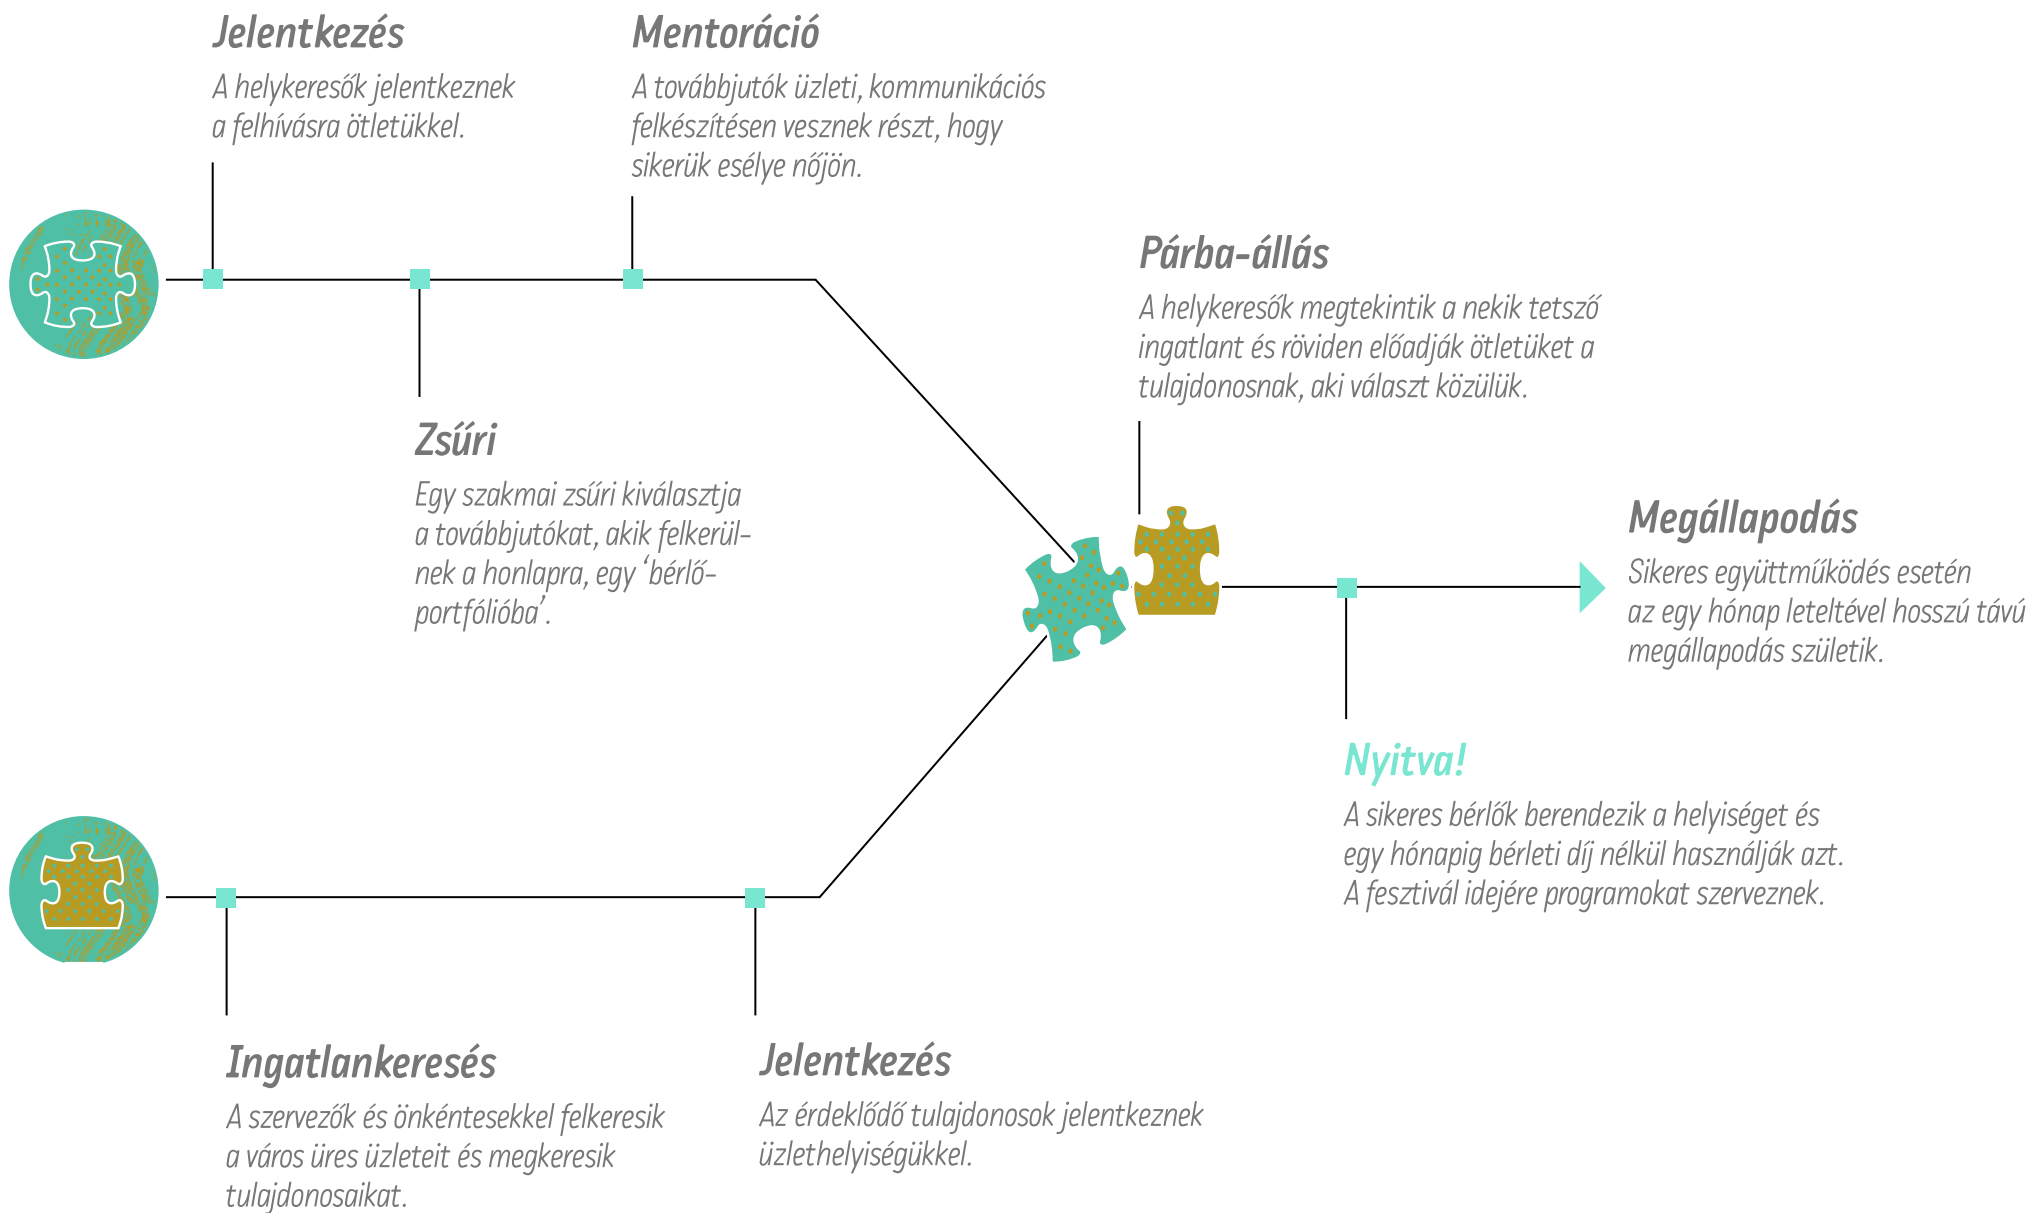 Jelentkezés
A helykeresők jelentkeznek
a felhívásra ötletükkel.
Mentoráció
A továbbjutók üzleti, kommunikációs
felkészítésen vesznek részt, hogy
sikerük esélye nőjön.
Zsűri
Egy szakmai zsűri kiválasztja
a továbbjutókat, akik felkerül-
nek a honlapra, egy ‘bérlő-
portfólióba’.
Párba-állás
A helykeresők megtekintik a nekik tetsző
ingatlant és röviden előadják ötletüket a
tulajdonosnak, aki választ közülük.
Megállapodás
Sikeres együttműködés esetén
az egy hónap leteltével hosszú távú
megállapodás születik.
Nyitva!
A sikeres bérlők berendezik a helyiséget és
egy hónapig bérleti díj nélkül használják azt.
A fesztivál idejére programokat szerveznek.
Ingatlankeresés
A szervezők és önkéntesekkel felkeresik
a város üres üzleteit és megkeresik
tulajdonosaikat.
Jelentkezés
Az érdeklődő tulajdonosok jelentkeznek
üzlethelyiségükkel.